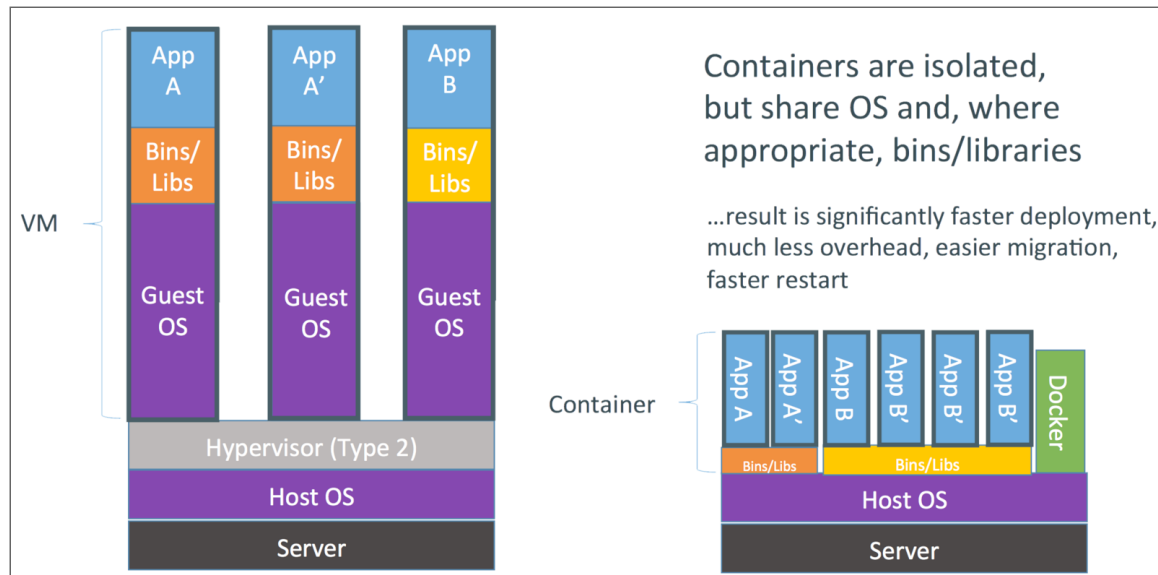 App
A
Bins/
Libs
Guest
OS
App
A’
Bins/
Libs
Guest
OS
App
B
Bins/
Libs
Guest
OS
VM
Hypervisor (Type 2)
Host OS
Server
Containers are isolated,
but share OS and, where
appropriate, bins/libraries
...result is significantly faster deployment,
much less overhead, easier migration,
faster restart
Container
App A
App A’
App B
App B’
App B’
App B’
Docker
Bins/Libs
Bins/Libs
Host OS
Server